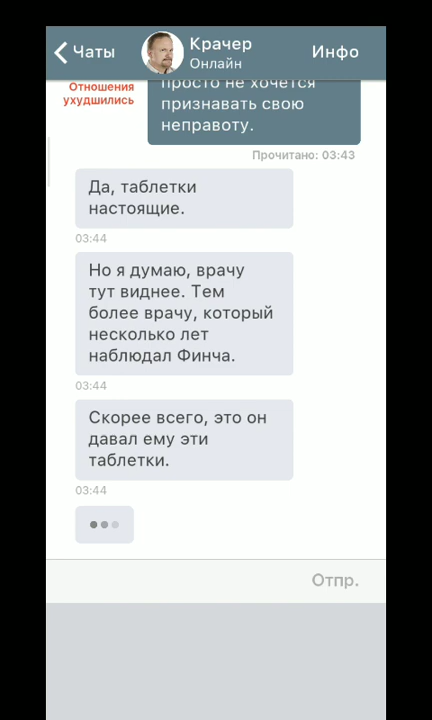 Чаты
Крачер
Онлайн
Инфо
Отношения
ухудшились
просто не хочется
признавать свою
неправоту.
Прочитано: 03:43
Да, таблетки
настоящие.
03:44
Но я думаю, врачу
тут виднее. Тем
более врачу, который
несколько лет
наблюдал Финча.
03:44
Скорее всего, это он
давал ему эти
таблетки.
03:44
Отпр.